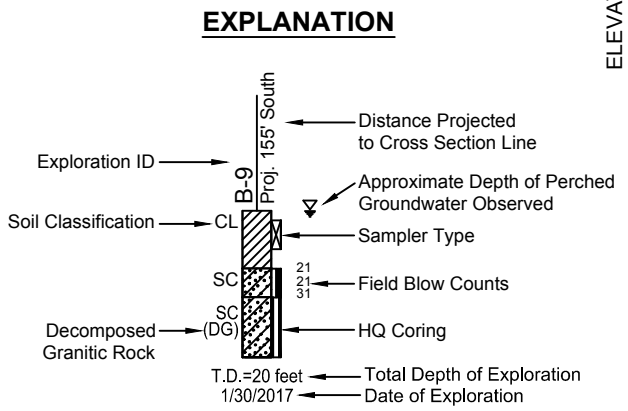 EXPLANATION
ELEVAT
Proj. 155' South
B-9
Distance Projected
to Cross Section Line
Exploration ID
Approximate Depth of Perched
Groundwater Observed
Soil Classification
CL
Sampler Type
SC
21
21
31
Field Blow Counts
SC
(DG)
Decomposed
Granitic Rock
HQ Coring
T.D.=20 feet
Total Depth of Exploration
1/30/2017
Date of Exploration